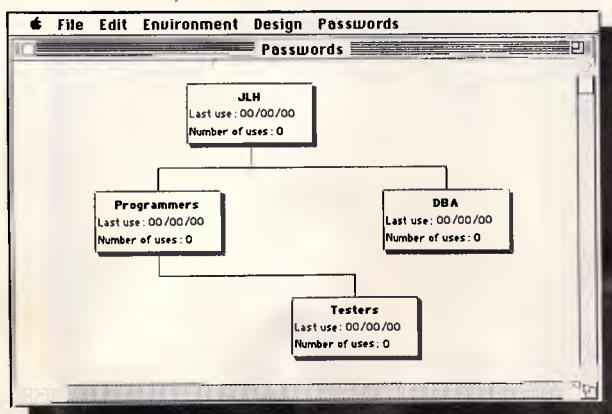 File Edit Environment Design Passwords
Passwords
JLH
Last use : 00/00/00
Number of uses : 0
Programmers
Last use : 00/00/00
Number of uses : 0
DBA
Last use : 00/00/00
Number of uses : 0
Testers
Last use : 00/00/00
Number of uses : 0